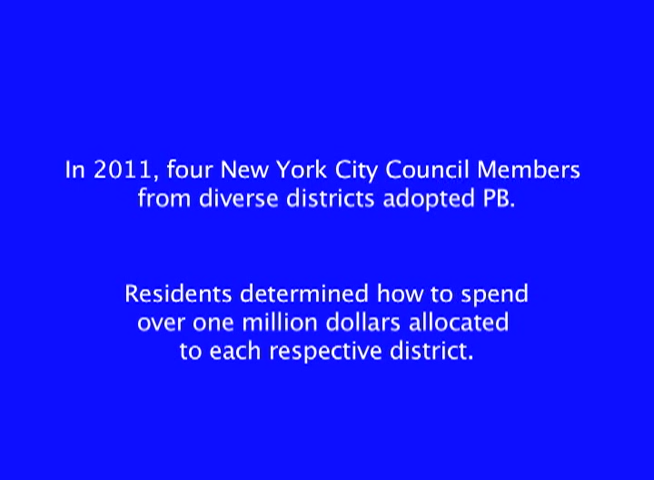 In 2011, four New York City Council Members
from diverse districts adopted PB.
Residents determined how to spend
over one million dollars allocated
to each respective district.